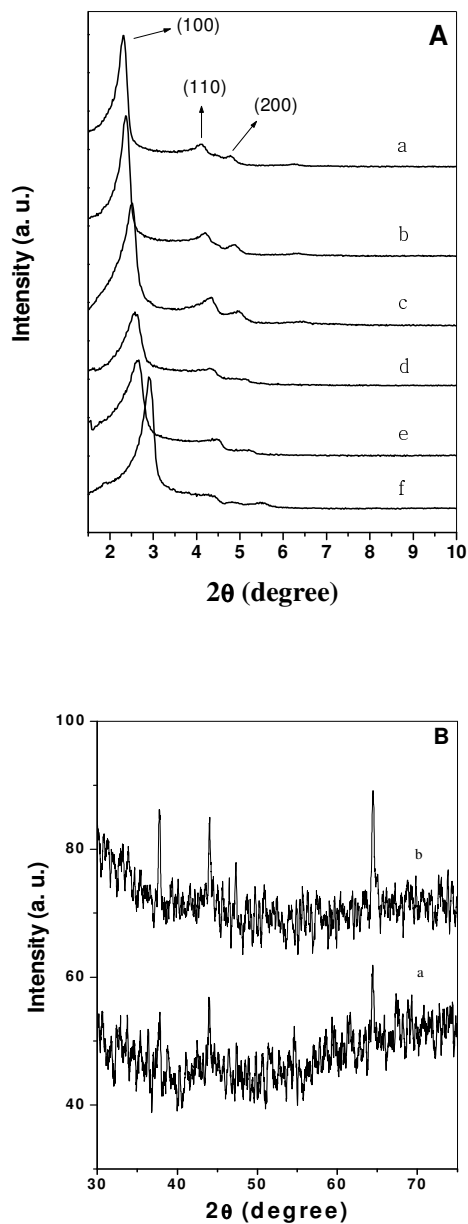 A
(100)
(110)
(200)
a
b
c
d
e
f
Intensity (a. u.)
2 3 4 5 6 7 8 9 10
2θ (degree)
B
100
80
60
40
b
a
Intensity (a. u.)
30 40 50 60 70
2θ (degree)